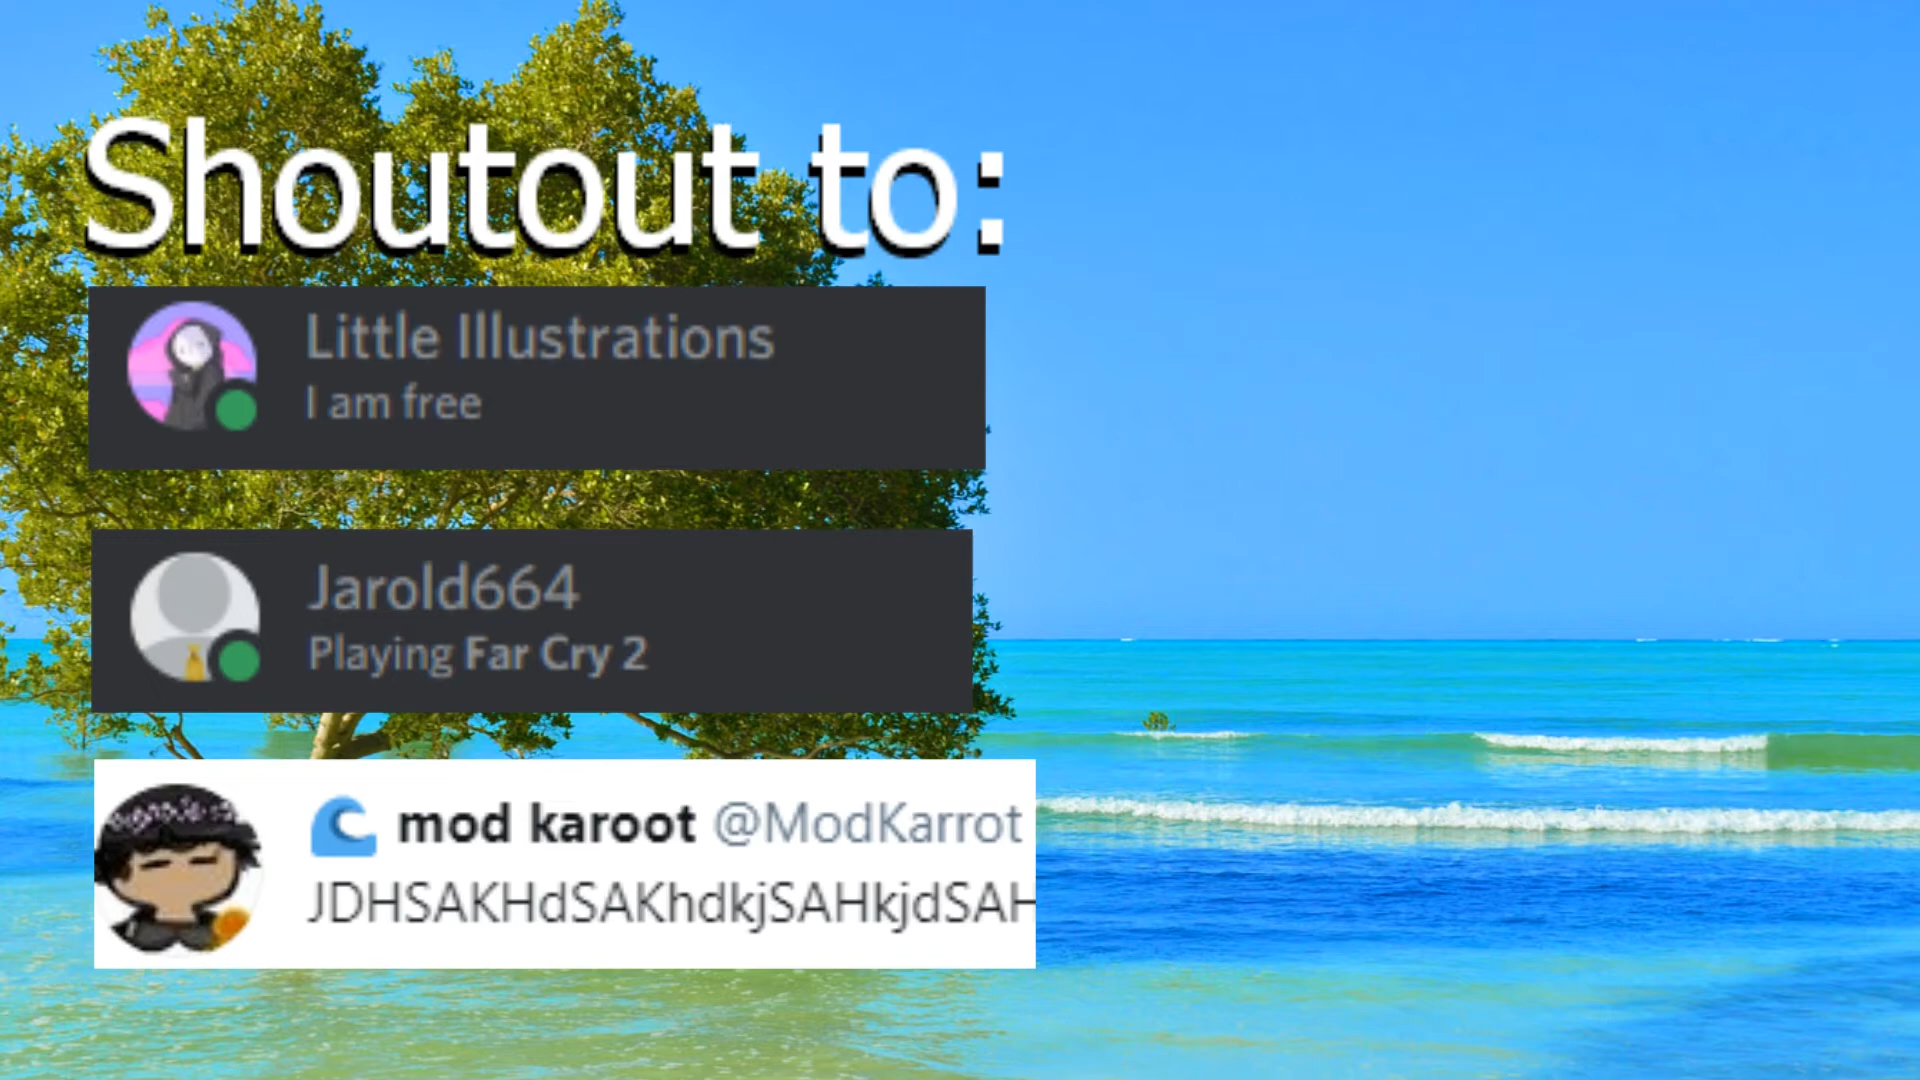 Shoutout to:
Little Illustrations
I am free
Jarold664
Playing Far Cry 2
mod karoot @ModKarrot
JDHSAKHdSAKhdkjSAHkjdSAH